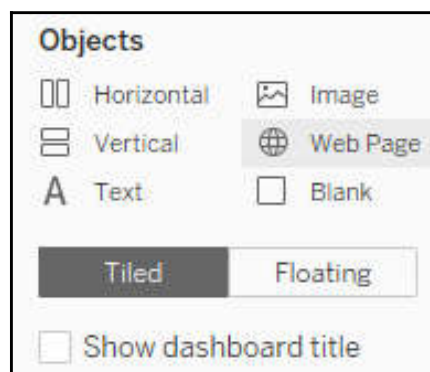 Objects
Horizontal Image
Vertical Web Page
Text Blank
Tiled Floating
Show dashboard title